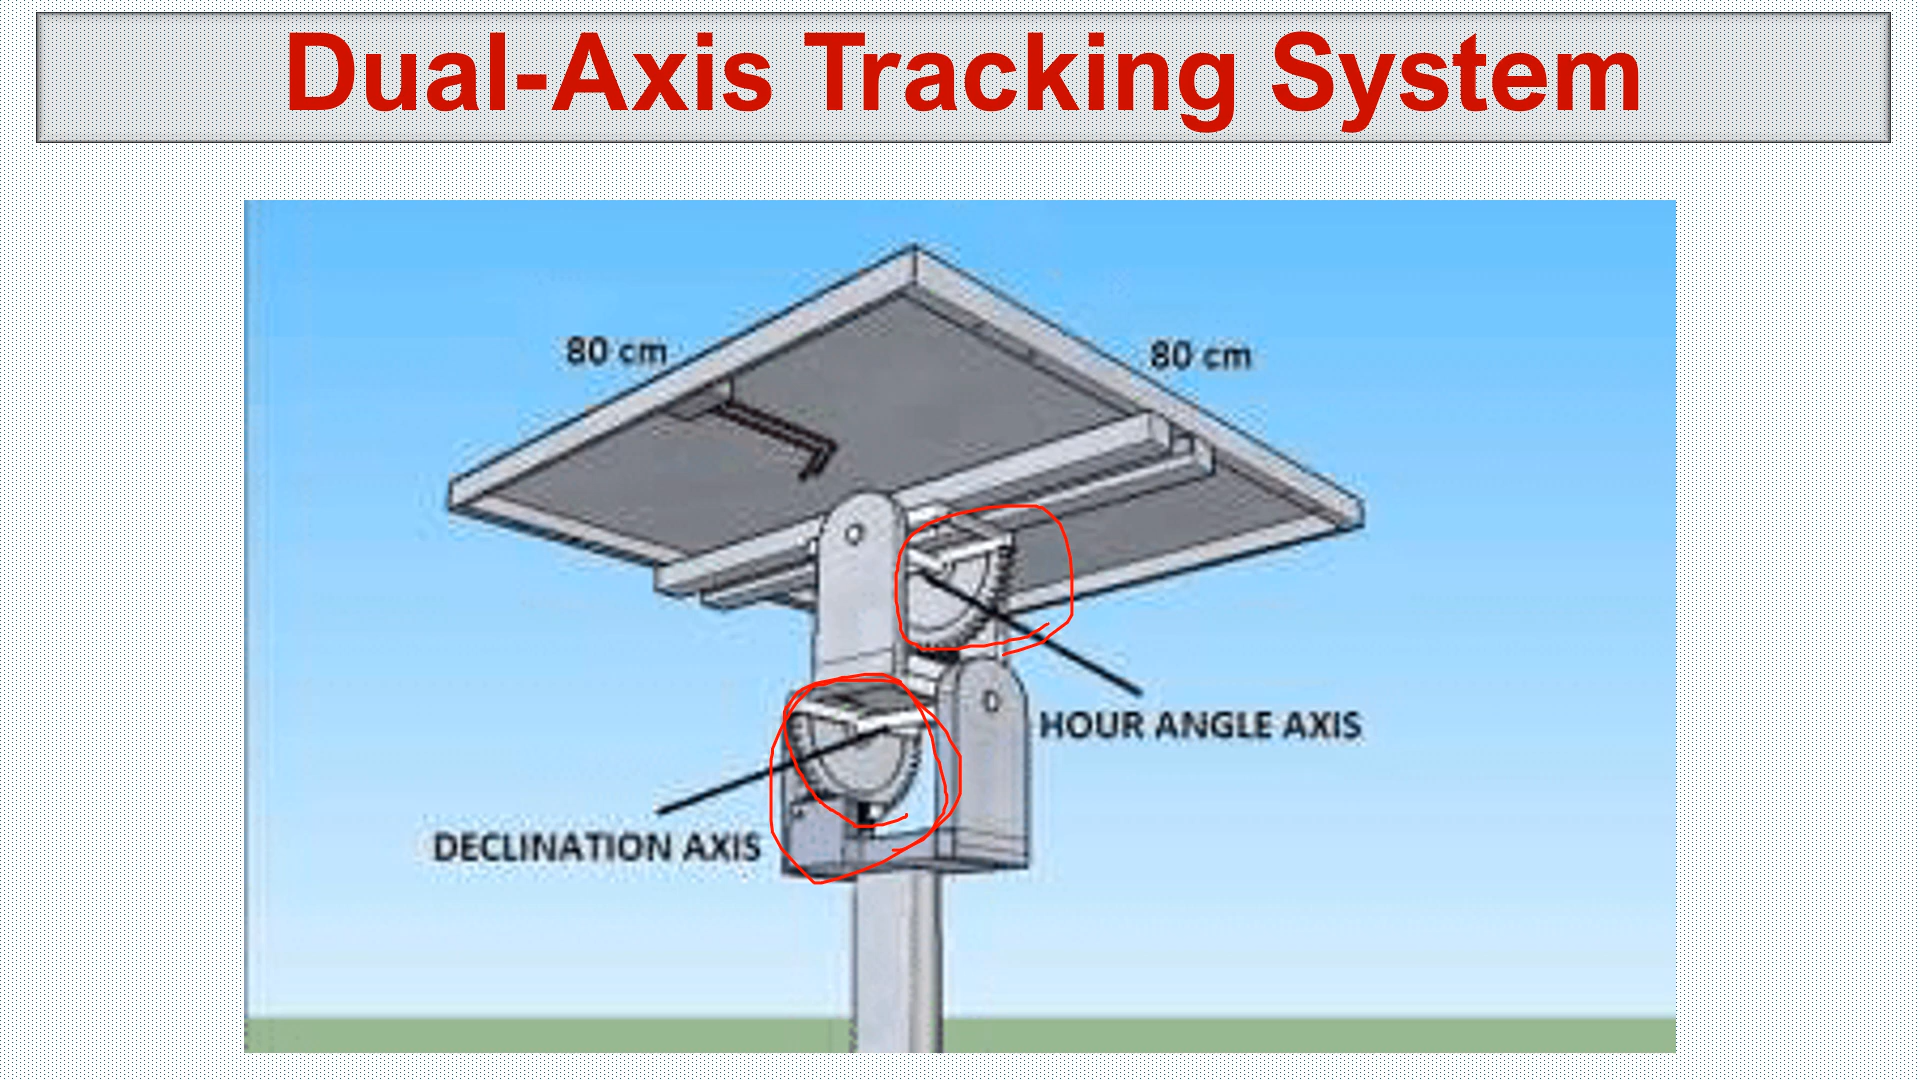 Dual-Axis Tracking System
80 cm
80 cm
HOUR ANGLE AXIS
DECLINATION AXIS